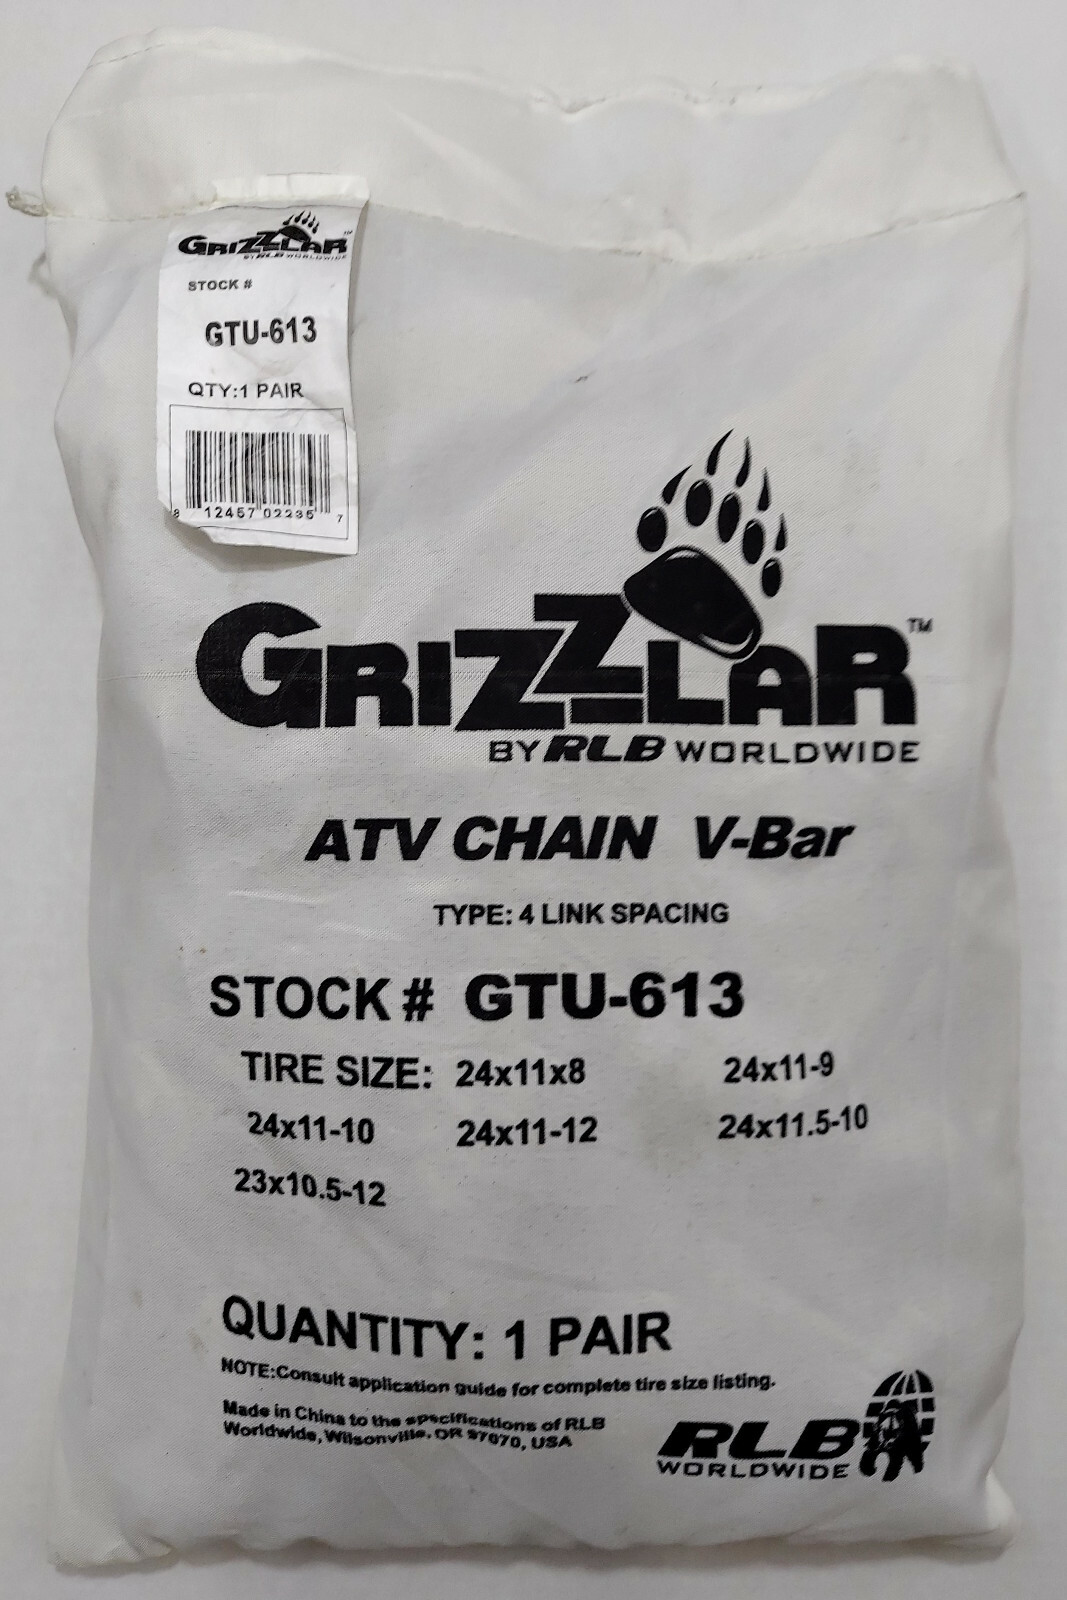 GRIZZLAR™
BY RLB WORLDWIDE
STOCK #
GTU-613
QTY:1 PAIR
8 12457 02235 7
GRIZZLAR™
BY RLB WORLDWIDE
ATV CHAIN V-Bar
TYPE: 4 LINK SPACING
STOCK # GTU-613
TIRE SIZE: 24x11x8 24x11-9
24x11-10 24x11-12 24x11.5-10
23x10.5-12
QUANTITY: 1 PAIR
NOTE:Consult application guide for complete tire size listing.
Made in China to the specifications of RLB
Worldwide, Wilsonville, OR 97070, USA
RLB
WORLDWIDE